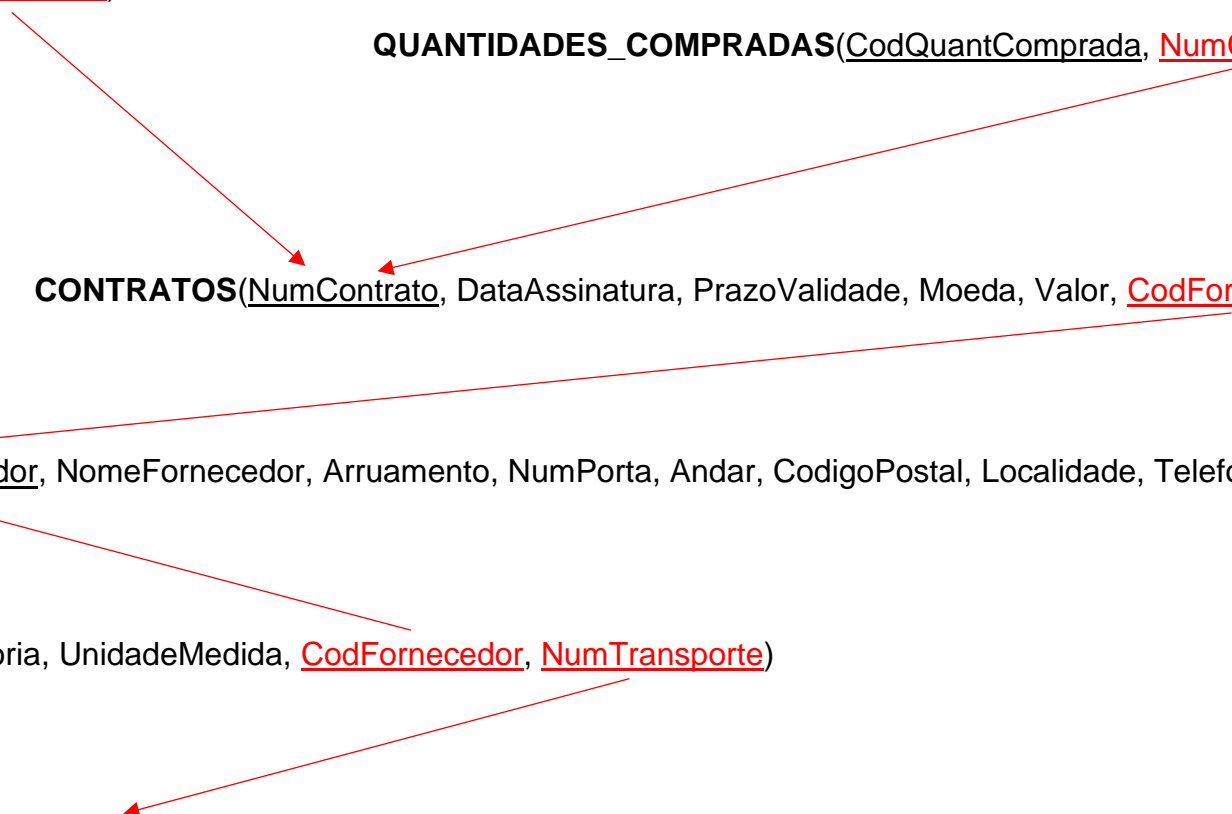 QUANTIDADES_COMPRADAS(CodQuantComprada,
CONTRATOS(NumContrato, DataAssinatura, PrazoValidade, Moeda, Valor,
NomeFornecedor, Arruamento, NumPorta, Andar, CodigoPostal, Localidade,
UnidadeMedida, CodFornecedor, NumTransporte)